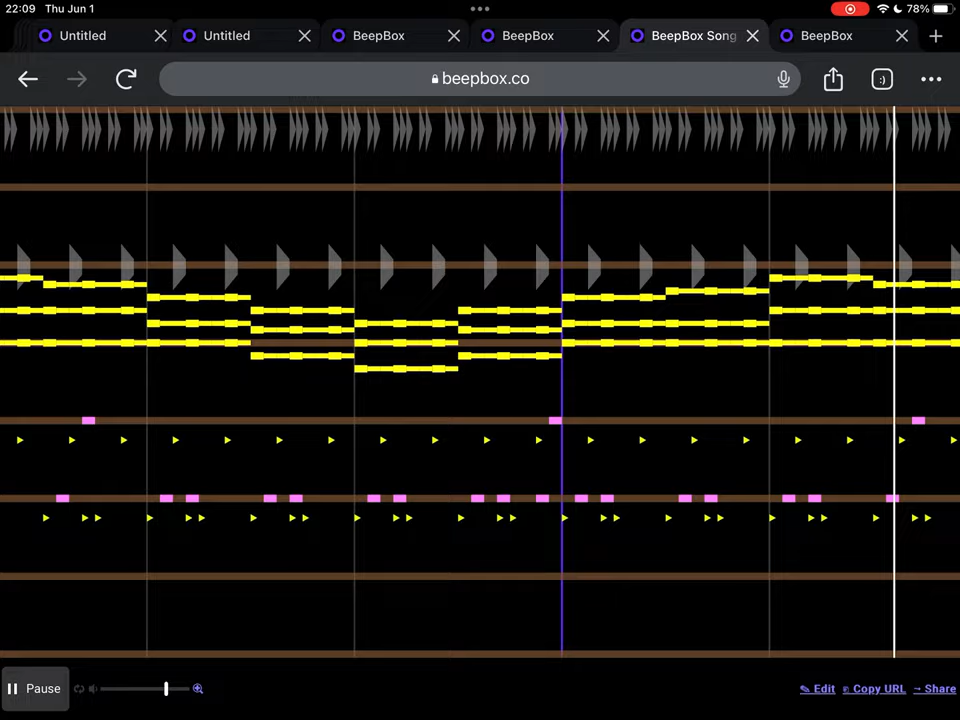 22:09 Thu Jun 1
78%
Untitled Untitled BeepBox BeepBox BeepBox Song BeepBox
beepbox.co
Pause
Edit Copy URL Share